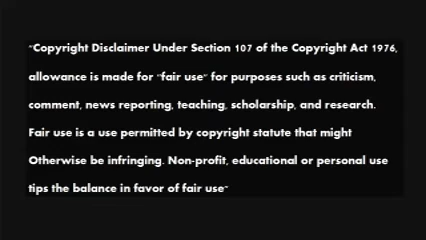 "Copyright Disclaimer Under Section 107 of the Copyright Act 1976,
allowance is made for "fair use" for purposes such as criticism,
comment, news reporting, teaching, scholarship, and research.
Fair use is a use permitted by copyright statute that might
Otherwise be infringing. Non-profit, educational or personal use
tips the balance in favor of fair use"